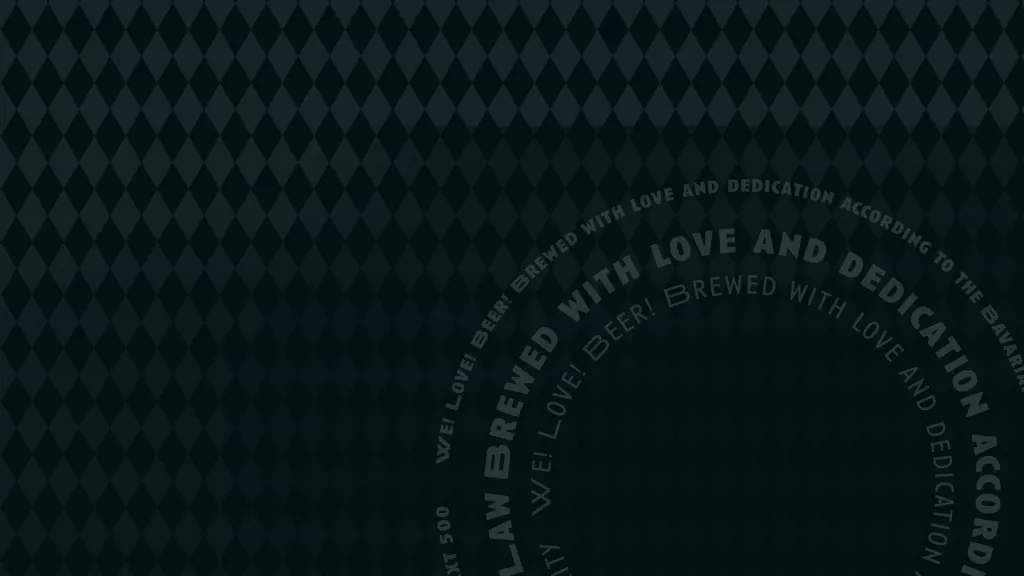 XT 500 WE! LOVE! BEER! BREWED WITH LOVE AND DEDICATION ACCORDING TO THE BAVARIA
LAW BREWED WITH LOVE AND DEDICATION ACCORDI
ITY WE! LOVE! BEER! BREWED WITH LOVE AND DEDICATION A